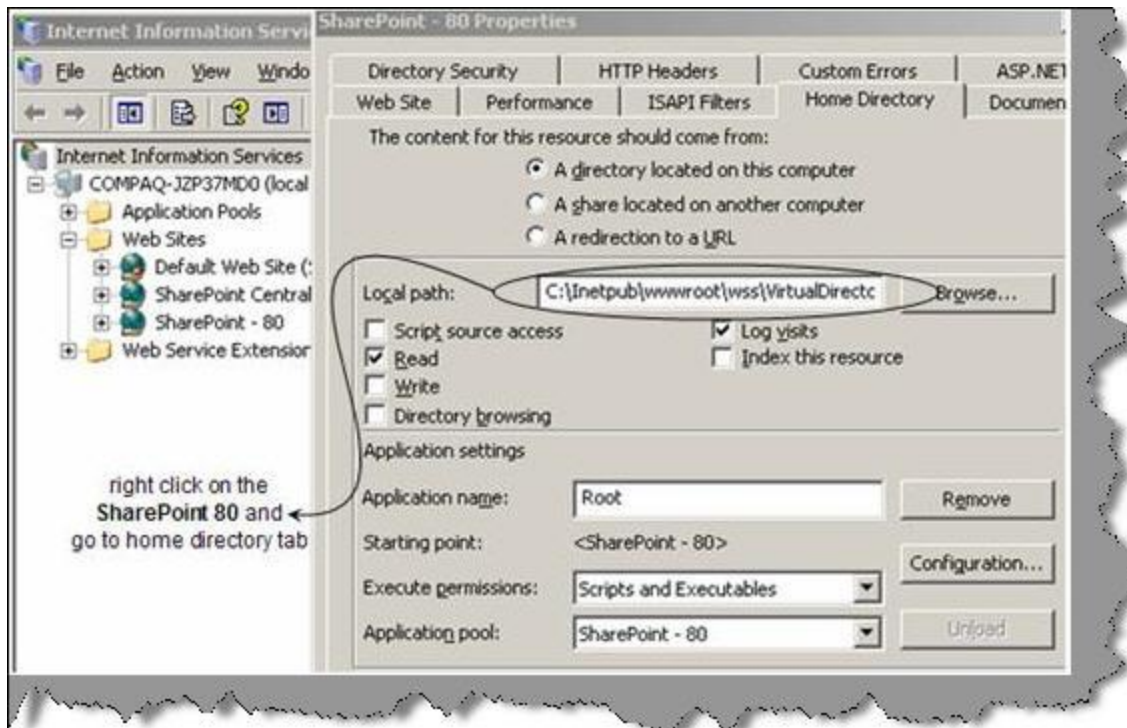 Internet Information Servi
File Action View Windo
Internet Information Services
COMPAQ-JZP37MD0 (local
Application Pools
Web Sites
Default Web Site (
SharePoint Central
SharePoint - 80
Web Service Extension
right click on the
SharePoint 80 and
go to home directory tab
SharePoint - 80 Properties
Directory Security HTTP Headers Custom Errors ASP.NET
Web Site Performance ISAPI Filters Home Directory Documen
The content for this resource should come from:
A directory located on this computer
A share located on another computer
A redirection to a URL
Local path: C:\Inetpub\wwwroot\wss\VirtualDirectc Browse...
Script source access Log visits
Read Index this resource
Write
Directory browsing
Application settings
Application name: Root Remove
Starting point: <SharePoint - 80>
Configuration...
Execute permissions: Scripts and Executables
Application pool: SharePoint - 80 Unload